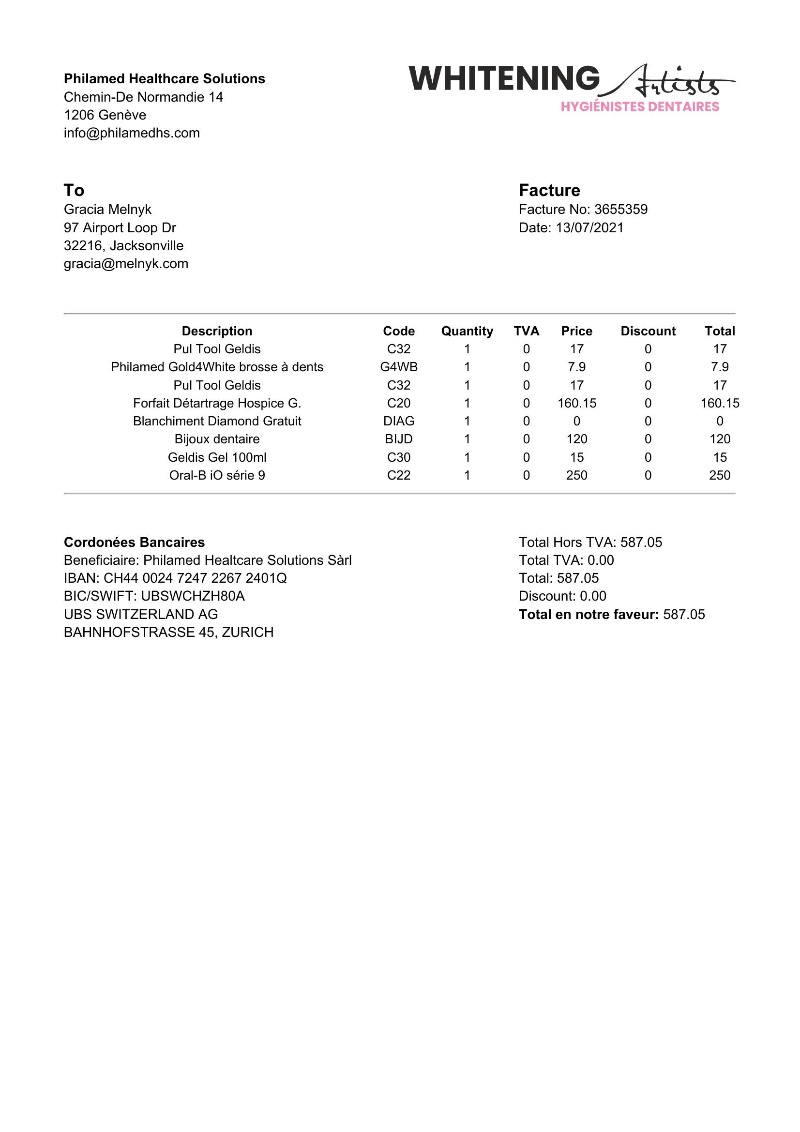 Philamed Healthcare Solutions
Chemin-De Normandie 14
1206 Genève
info@philamedhs.com
WHITENING Artists
HYGIÉNISTES DENTAIRES
To
Gracia Melnyk
97 Airport Loop Dr
32216, Jacksonville
gracia@melnyk.com
Facture
Facture No: 3655359
Date: 13/07/2021
Description Code Quantity TVA Price Discount Total
Pul Tool Geldis C32 1 0 17 0 17
Philamed Gold4White brosse à dents G4WB 1 0 7.9 0 7.9
Pul Tool Geldis C32 1 0 17 0 17
Forfait Détartrage Hospice G. C20 1 0 160.15 0 160.15
Blanchiment Diamond Gratuit DIAG 1 0 0 0 0
Bijoux dentaire BIJD 1 0 120 0 120
Geldis Gel 100ml C30 1 0 15 0 15
Oral-B iO série 9 C22 1 0 250 0 250
Cordonées Bancaires
Beneficiaire: Philamed Healtcare Solutions Sàrl
IBAN: CH44 0024 7247 2267 2401Q
BIC/SWIFT: UBSWCHZH80A
UBS SWITZERLAND AG
BAHNHOFSTRASSE 45, ZURICH
Total Hors TVA: 587.05
Total TVA: 0.00
Total: 587.05
Discount: 0.00
Total en notre faveur: 587.05